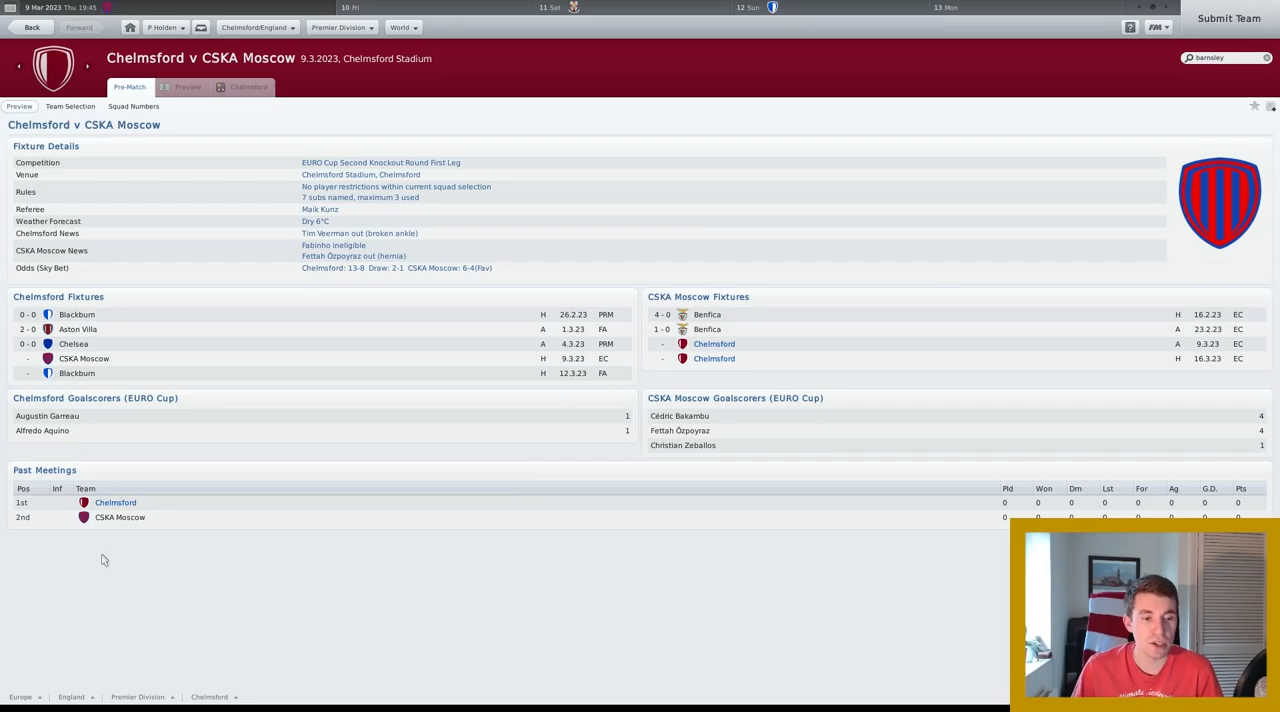 9 Mar 2023 Thu 19:45 10 Fri 11 Sat 12 Sun 13 Mon
Submit Team
Back Forward P Holden Chelmsford/England Premier Division World ? FM
Chelmsford v CSKA Moscow 9.3.2023, Chelmsford Stadium
barnsley
Pre-Match Preview Chelmsford
Preview Team Selection Squad Numbers
Chelmsford v CSKA Moscow
Fixture Details
Competition EURO Cup Second Knockout Round First Leg
Venue Chelmsford Stadium, Chelmsford
Rules No player restrictions within current squad selection
7 subs named, maximum 3 used
Referee Maik Kunz
Weather Forecast Dry 6°C
Chelmsford News Tim Veerman out (broken ankle)
CSKA Moscow News Fabinho ineligible
Fettah Özpoyraz out (hernia)
Odds (Sky Bet) Chelmsford: 13-8 Draw: 2-1 CSKA Moscow: 6-4(Fav)
Chelmsford Fixtures
0 - 0 Blackburn H 26.2.23 PRM
2 - 0 Aston Villa A 1.3.23 FA
0 - 0 Chelsea A 4.3.23 PRM
- CSKA Moscow H 9.3.23 EC
- Blackburn H 12.3.23 FA
CSKA Moscow Fixtures
4 - 0 Benfica H 16.2.23 EC
1 - 0 Benfica A 23.2.23 EC
- Chelmsford A 9.3.23 EC
- Chelmsford H 16.3.23 EC
Chelmsford Goalscorers (EURO Cup)
Augustin Garreau 1
Alfredo Aquino 1
CSKA Moscow Goalscorers (EURO Cup)
Cédric Bakambu 4
Fettah Özpoyraz 4
Christian Zeballos 1
Past Meetings
Pos Inf Team Pld Won Drn Lst For Ag G.D. Pts
1st Chelmsford 0 0 0 0 0 0 0 0
2nd CSKA Moscow 0 0 0 0 0 0 0 0
Europe England Premier Division Chelmsford